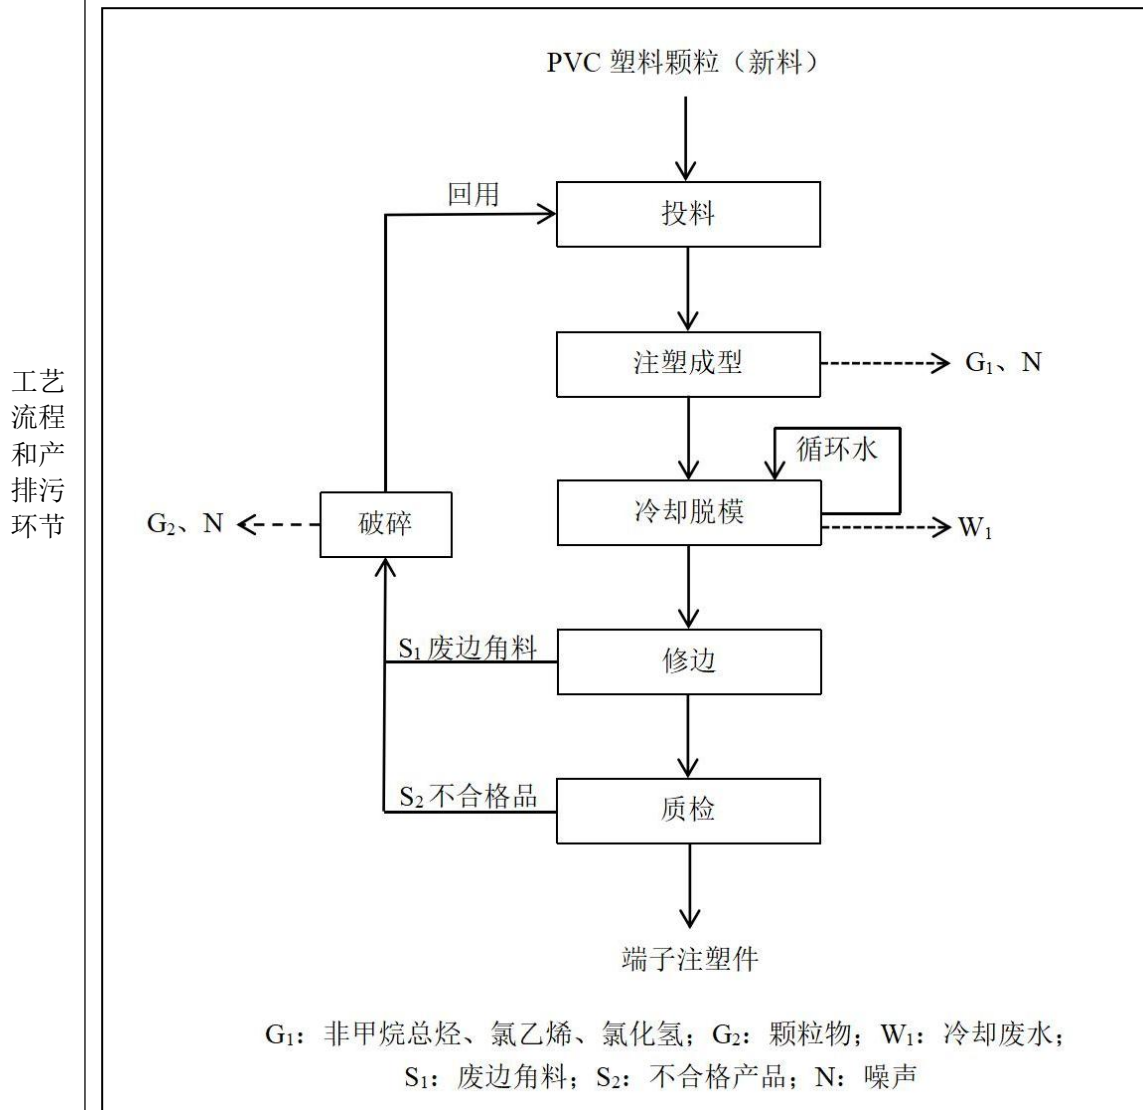 工艺
流程
和产
排污
环节
PVC 塑料颗粒（新料）
回用
投料
注塑成型
G₁、N
循环水
冷却脱模
W₁
G₂、N
破碎
S₁ 废边角料
修边
S₂ 不合格品
质检
端子注塑件
G₁：非甲烷总烃、氯乙烯、氯化氢；G₂：颗粒物；W₁：冷却废水；
S₁：废边角料；S₂：不合格产品；N：噪声